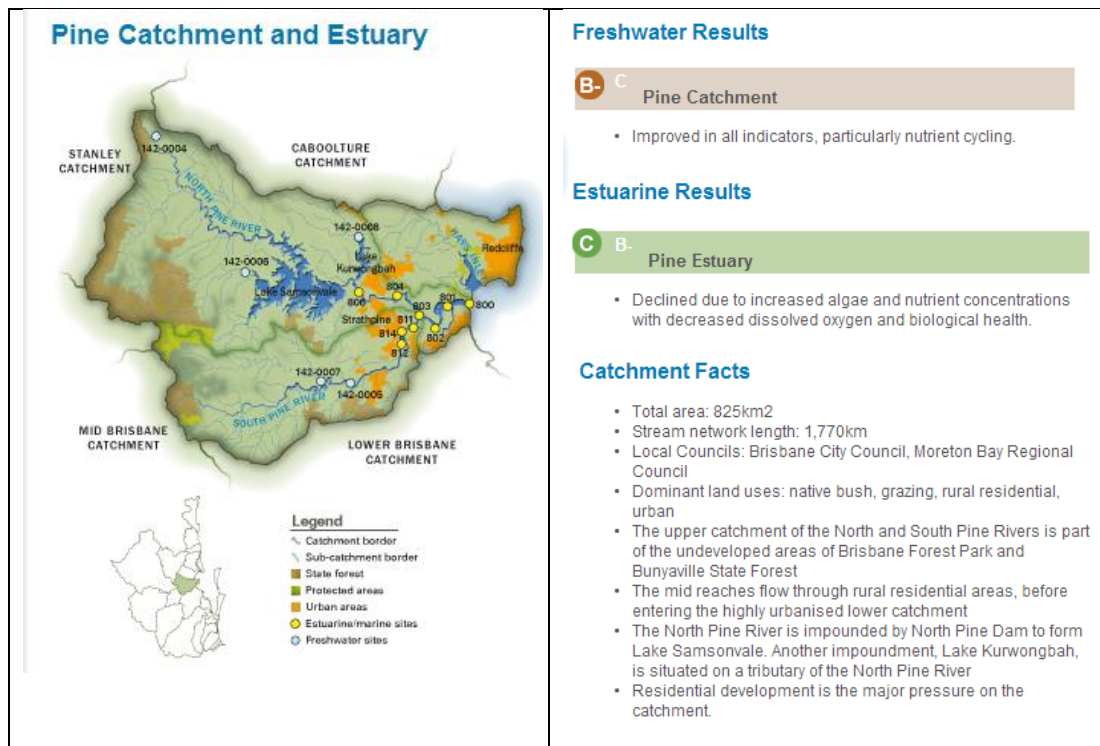 Pine Catchment and Estuary
STANLEY
CATCHMENT
CABOOLTURE
CATCHMENT
142-0004
NORTH PINE RIVER
142-0008
HAYS INLET
Redcliffe
142-0006
Lake
Kurwongbah
Lake Samsonvale
806
804
803
801
800
Strathpine
811
814
802
812
142-0007
142-0005
SOUTH PINE RIVER
MID BRISBANE
CATCHMENT
LOWER BRISBANE
CATCHMENT
Legend
Catchment border
Sub-catchment border
State forest
Protected areas
Urban areas
Estuarine/marine sites
Freshwater sites
Freshwater Results
B- C
Pine Catchment
• Improved in all indicators, particularly nutrient cycling.
Estuarine Results
C B-
Pine Estuary
• Declined due to increased algae and nutrient concentrations
with decreased dissolved oxygen and biological health.
Catchment Facts
• Total area: 825km2
• Stream network length: 1,770km
• Local Councils: Brisbane City Council, Moreton Bay Regional
Council
• Dominant land uses: native bush, grazing, rural residential,
urban
• The upper catchment of the North and South Pine Rivers is part
of the undeveloped areas of Brisbane Forest Park and
Bunyaville State Forest
• The mid reaches flow through rural residential areas, before
entering the highly urbanised lower catchment
• The North Pine River is impounded by North Pine Dam to form
Lake Samsonvale. Another impoundment, Lake Kurwongbah,
is situated on a tributary of the North Pine River
• Residential development is the major pressure on the
catchment.